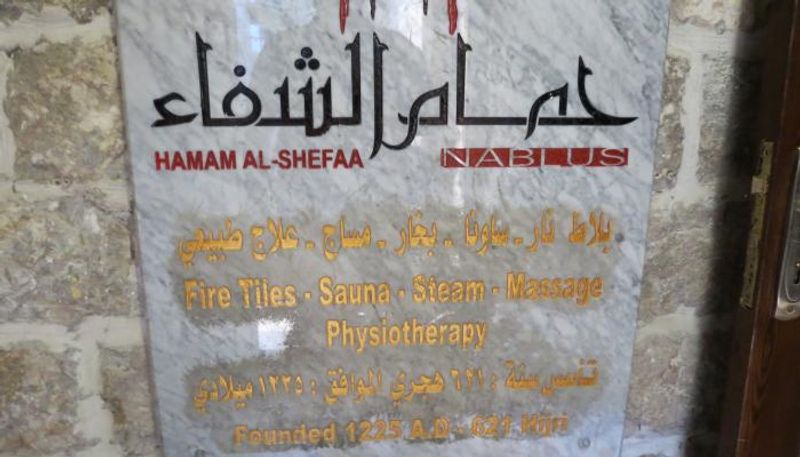 حمام الشفاء
HAMAM AL-SHEFAA NABLUS
بلاط نار - ساونا - بخار - مساج - علاج طبيعي
Fire Tiles - Sauna - Steam - Massage
Physiotherapy
تأسس سنة : ٦٢١ هجري الموافق : ١٢٢٥ ميلادي
Founded 1225 A.D - 621 Hijri